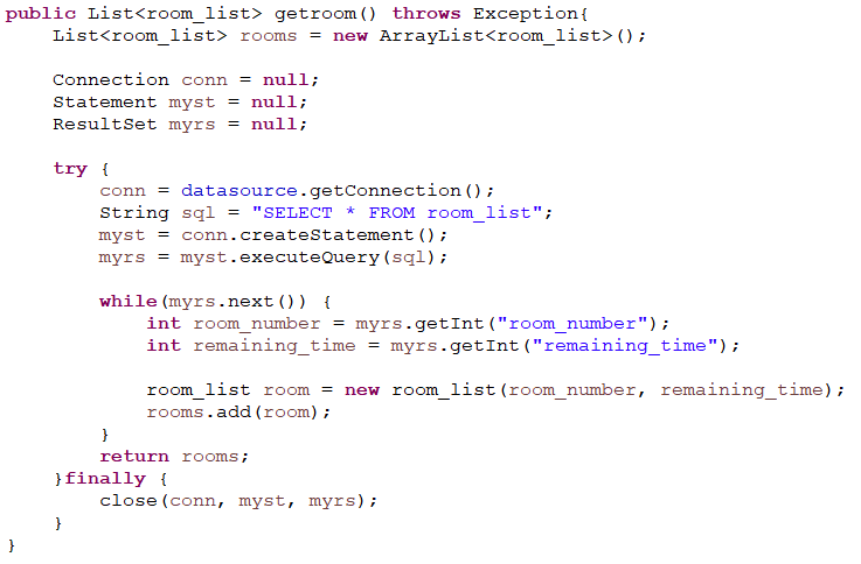 public List<room_list> getroom() throws Exception{
    List<room_list> rooms = new ArrayList<room_list>();

    Connection conn = null;
    Statement myst = null;
    ResultSet myrs = null;

    try {
        conn = datasource.getConnection();
        String sql = "SELECT * FROM room_list";
        myst = conn.createStatement();
        myrs = myst.executeQuery(sql);

        while(myrs.next()) {
            int room_number = myrs.getInt("room_number");
            int remaining_time = myrs.getInt("remaining_time");

            room_list room = new room_list(room_number, remaining_time);
            rooms.add(room);
        }
        return rooms;
    }finally {
        close(conn, myst, myrs);
    }
}